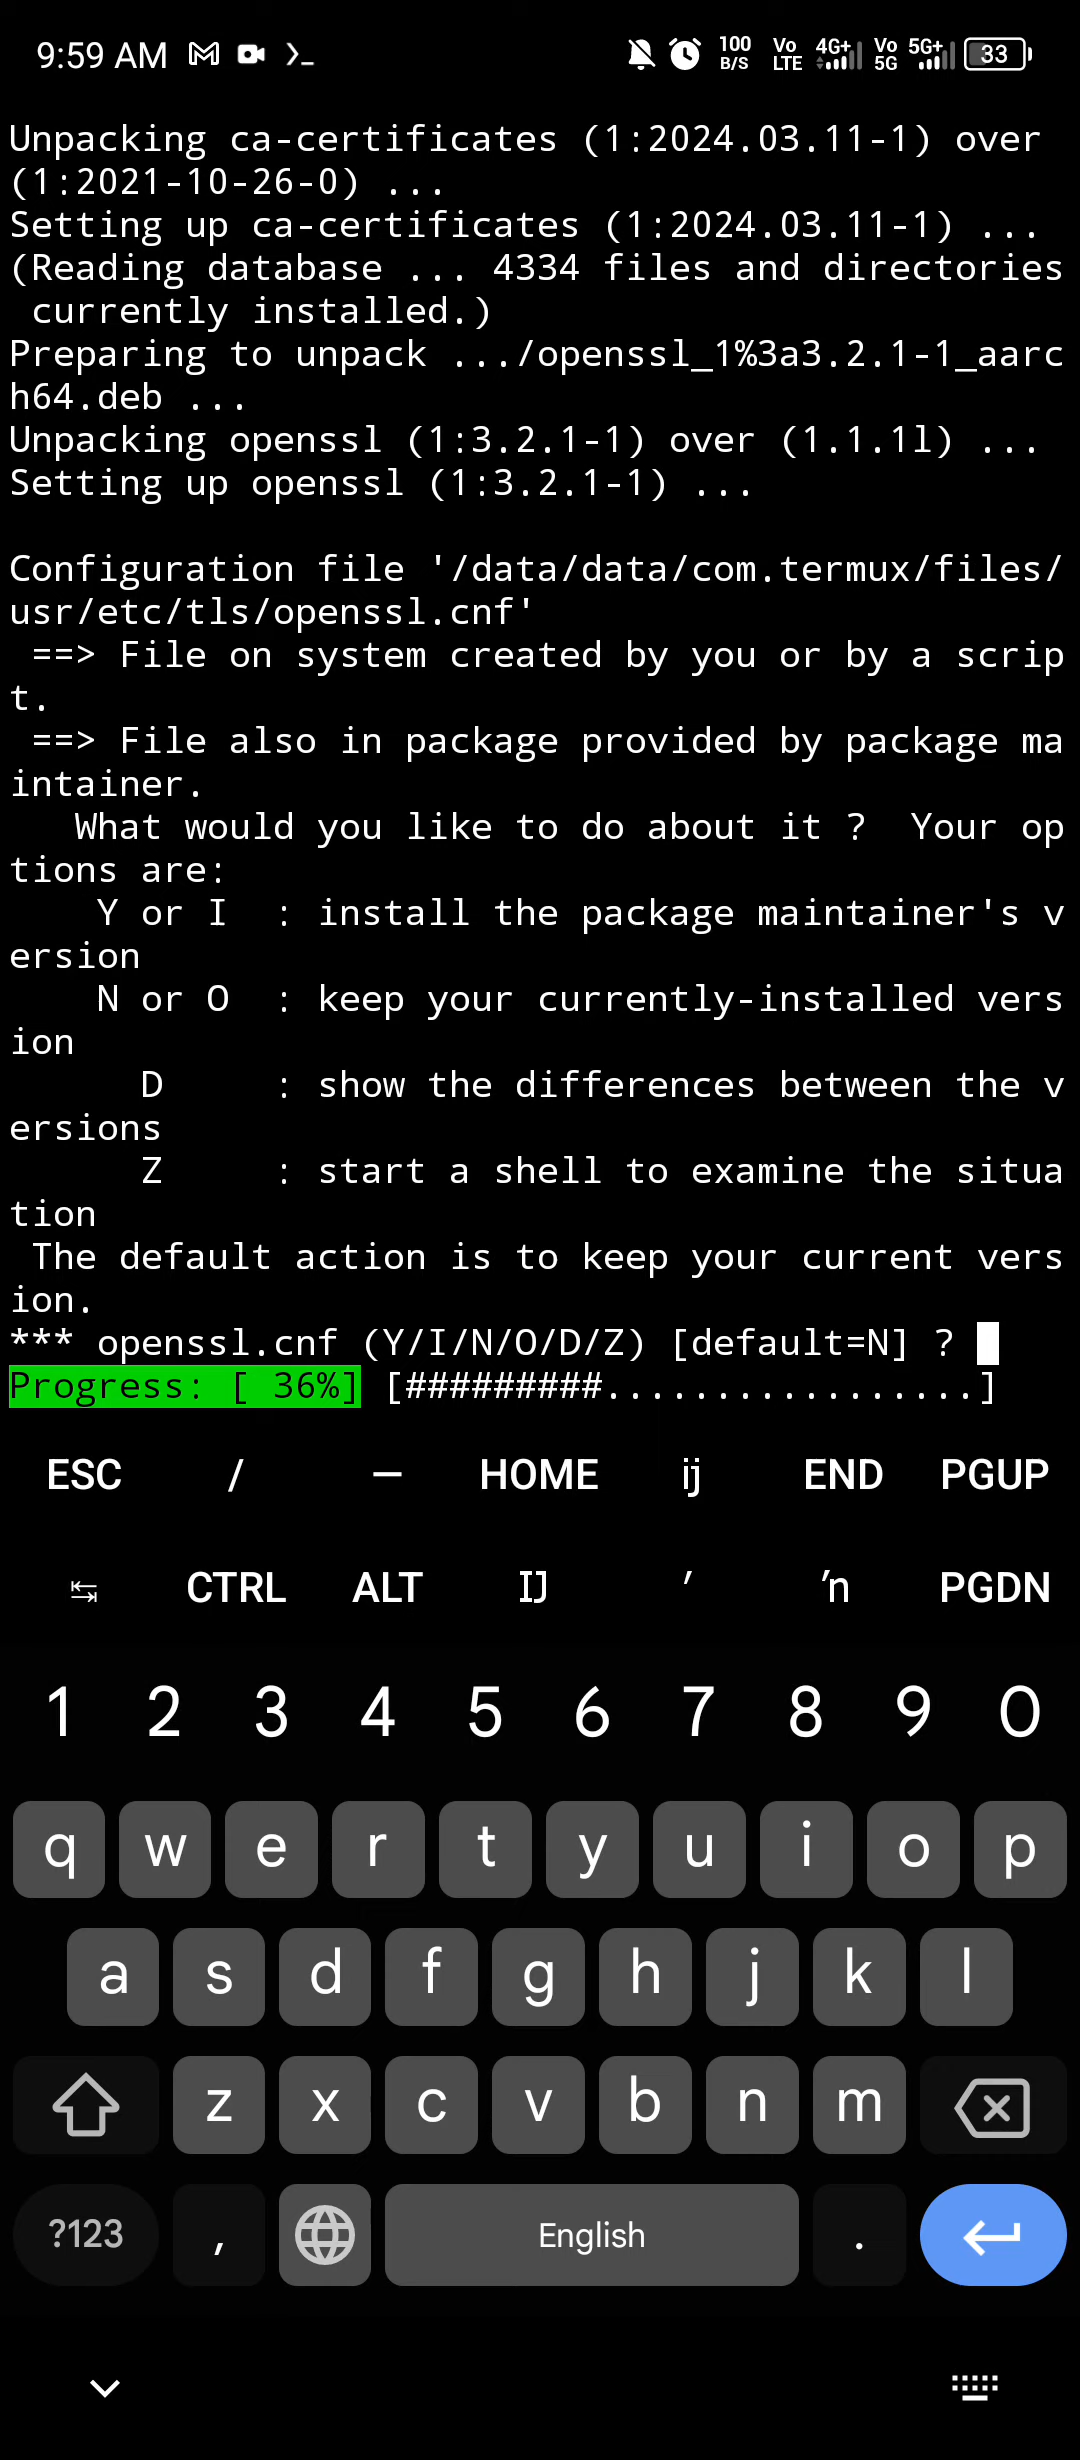 9:59 AM 100 B/S Vo LTE 4G+ Vo 5G 5G+ 33
Unpacking ca-certificates (1:2024.03.11-1) over
(1:2021-10-26-0) ...
Setting up ca-certificates (1:2024.03.11-1) ...
(Reading database ... 4334 files and directories
 currently installed.)
Preparing to unpack .../openssl_1%3a3.2.1-1_aarc
h64.deb ...
Unpacking openssl (1:3.2.1-1) over (1.1.1l) ...
Setting up openssl (1:3.2.1-1) ...

Configuration file '/data/data/com.termux/files/
usr/etc/tls/openssl.cnf'
 ==> File on system created by you or by a scrip
t.
 ==> File also in package provided by package ma
intainer.
   What would you like to do about it ?  Your op
tions are:
    Y or I  : install the package maintainer's v
ersion
    N or O  : keep your currently-installed vers
ion
      D     : show the differences between the v
ersions
      Z     : start a shell to examine the situa
tion
 The default action is to keep your current vers
ion.
*** openssl.cnf (Y/I/N/O/D/Z) [default=N] ?
Progress: [ 36%] [#########.................]
ESC / — HOME ĳ END PGUP
↹ CTRL ALT Ĳ ′ ŉ PGDN
1 2 3 4 5 6 7 8 9 0
q w e r t y u i o p
a s d f g h j k l
z x c v b n m
?123 , English .